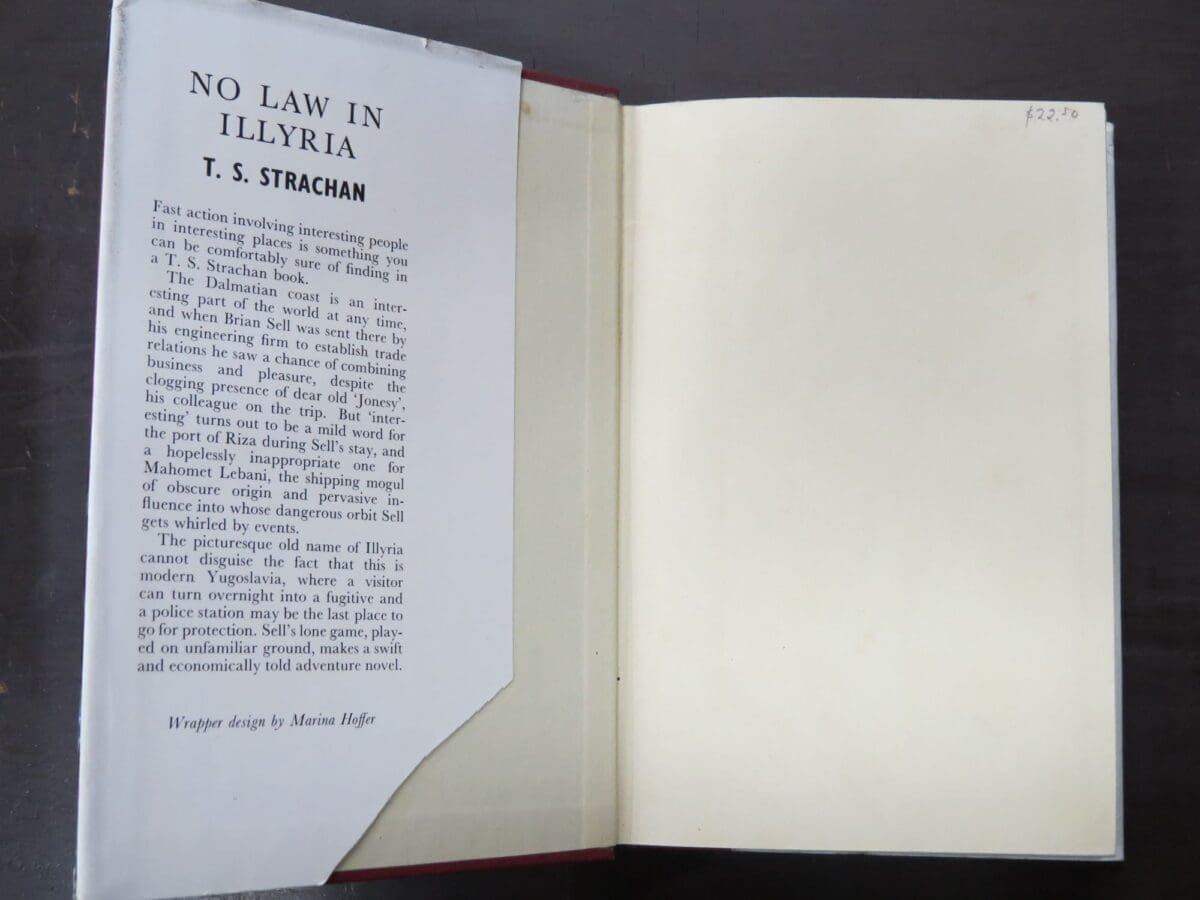 NO LAW IN
ILLYRIA
T. S. STRACHAN
Fast action involving interesting people
in interesting places is something you
can be comfortably sure of finding in
a T. S. Strachan book.
The Dalmatian coast is an inter-
esting part of the world at any time,
and when Brian Sell was sent there by
his engineering firm to establish trade
relations he saw a chance of combining
business and pleasure, despite the
clogging presence of dear old 'Jonesy',
his colleague on the trip. But 'inter-
esting' turns out to be a mild word for
the port of Riza during Sell's stay, and
a hopelessly inappropriate one for
Mahomet Lebani, the shipping mogul
of obscure origin and pervasive in-
fluence into whose dangerous orbit Sell
gets whirled by events.
The picturesque old name of Illyria
cannot disguise the fact that this is
modern Yugoslavia, where a visitor
can turn overnight into a fugitive and
a police station may be the last place to
go for protection. Sell's lone game, play-
ed on unfamiliar ground, makes a swift
and economically told adventure novel.
Wrapper design by Marina Hoffer
$22.50